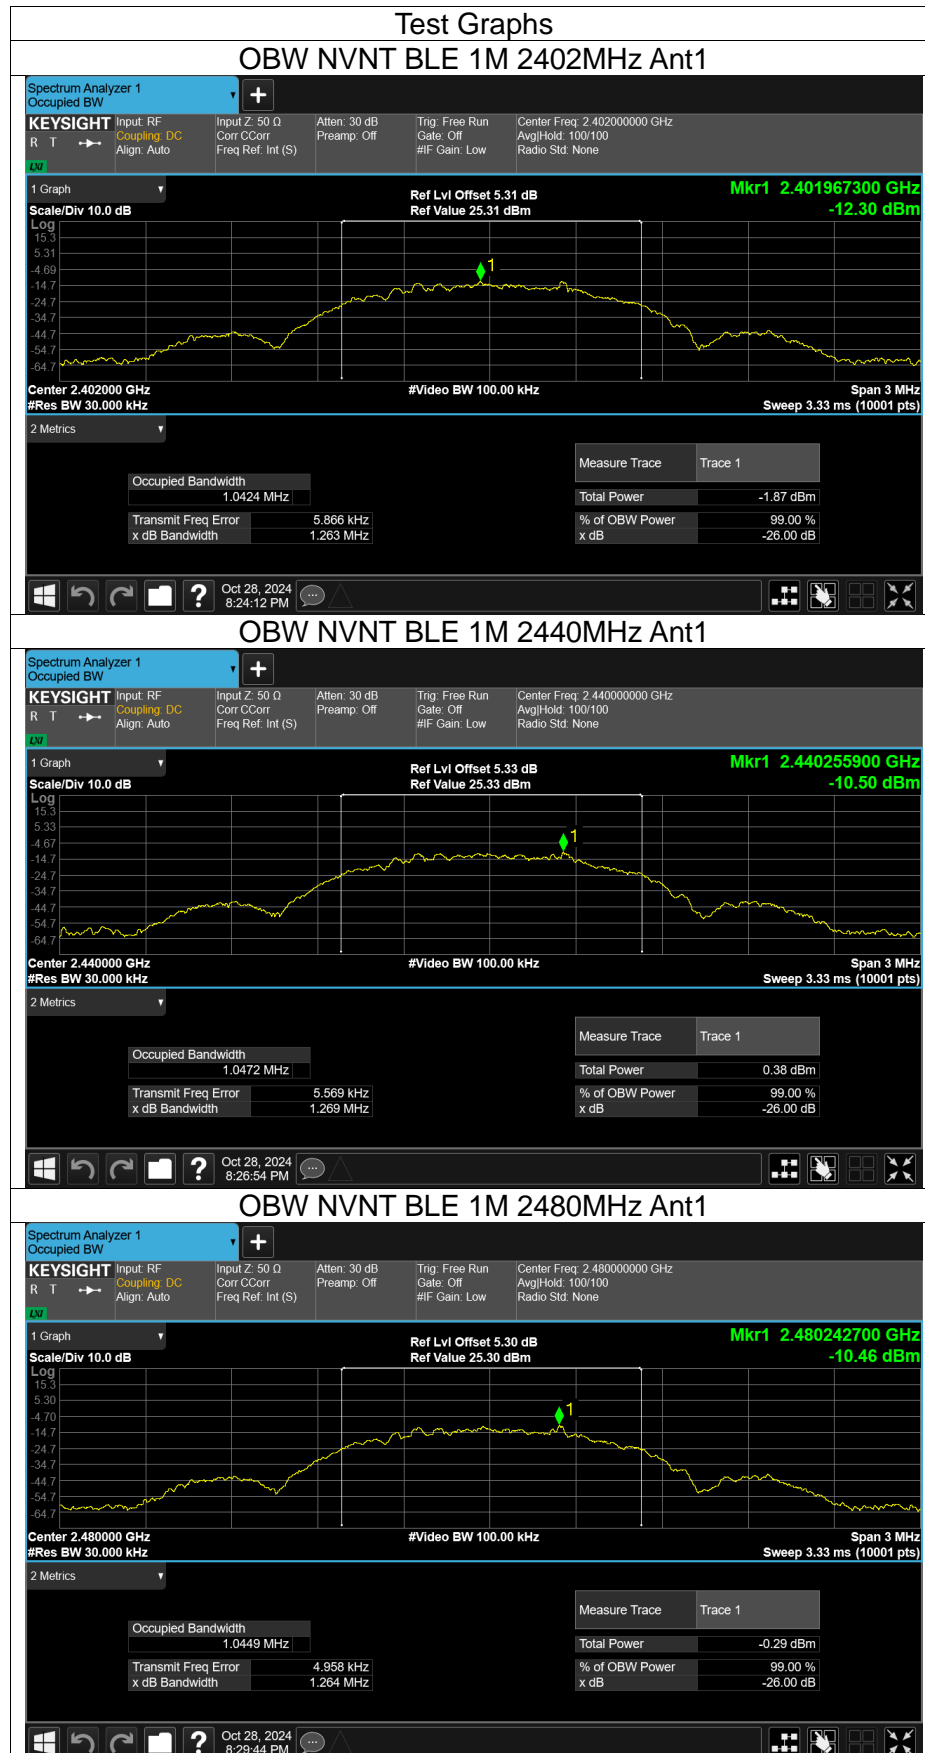 Test Graphs
OBW NVNT BLE 1M 2402MHz Ant1
Spectrum Analyzer 1
Occupied BW
+
KEYSIGHT Input: RF Input Z: 50 Ω Atten: 30 dB Trig: Free Run Center Freq: 2.402000000 GHz
R T Coupling: DC Corr CCorr Preamp: Off Gate: Off Avg|Hold: 100/100
Align: Auto Freq Ref: Int (S) #IF Gain: Low Radio Std: None
LXI
1 Graph Ref Lvl Offset 5.31 dB Mkr1 2.401967300 GHz
Scale/Div 10.0 dB Ref Value 25.31 dBm -12.30 dBm
Log
15.3
5.31
-4.69
-14.7
-24.7
-34.7
-44.7
-54.7
-64.7
1
Center 2.402000 GHz #Video BW 100.00 kHz Span 3 MHz
#Res BW 30.000 kHz Sweep 3.33 ms (10001 pts)
2 Metrics
Measure Trace Trace 1
Occupied Bandwidth
1.0424 MHz Total Power -1.87 dBm
Transmit Freq Error 5.866 kHz % of OBW Power 99.00 %
x dB Bandwidth 1.263 MHz x dB -26.00 dB
? Oct 28, 2024
8:24:12 PM
OBW NVNT BLE 1M 2440MHz Ant1
Spectrum Analyzer 1
Occupied BW
+
KEYSIGHT Input: RF Input Z: 50 Ω Atten: 30 dB Trig: Free Run Center Freq: 2.440000000 GHz
R T Coupling: DC Corr CCorr Preamp: Off Gate: Off Avg|Hold: 100/100
Align: Auto Freq Ref: Int (S) #IF Gain: Low Radio Std: None
LXI
1 Graph Ref Lvl Offset 5.33 dB Mkr1 2.440255900 GHz
Scale/Div 10.0 dB Ref Value 25.33 dBm -10.50 dBm
Log
15.3
5.33
-4.67
-14.7
-24.7
-34.7
-44.7
-54.7
-64.7
1
Center 2.440000 GHz #Video BW 100.00 kHz Span 3 MHz
#Res BW 30.000 kHz Sweep 3.33 ms (10001 pts)
2 Metrics
Measure Trace Trace 1
Occupied Bandwidth
1.0472 MHz Total Power 0.38 dBm
Transmit Freq Error 5.569 kHz % of OBW Power 99.00 %
x dB Bandwidth 1.269 MHz x dB -26.00 dB
? Oct 28, 2024
8:26:54 PM
OBW NVNT BLE 1M 2480MHz Ant1
Spectrum Analyzer 1
Occupied BW
+
KEYSIGHT Input: RF Input Z: 50 Ω Atten: 30 dB Trig: Free Run Center Freq: 2.480000000 GHz
R T Coupling: DC Corr CCorr Preamp: Off Gate: Off Avg|Hold: 100/100
Align: Auto Freq Ref: Int (S) #IF Gain: Low Radio Std: None
LXI
1 Graph Ref Lvl Offset 5.30 dB Mkr1 2.480242700 GHz
Scale/Div 10.0 dB Ref Value 25.30 dBm -10.46 dBm
Log
15.3
5.30
-4.70
-14.7
-24.7
-34.7
-44.7
-54.7
-64.7
1
Center 2.480000 GHz #Video BW 100.00 kHz Span 3 MHz
#Res BW 30.000 kHz Sweep 3.33 ms (10001 pts)
2 Metrics
Measure Trace Trace 1
Occupied Bandwidth
1.0449 MHz Total Power -0.29 dBm
Transmit Freq Error 4.958 kHz % of OBW Power 99.00 %
x dB Bandwidth 1.264 MHz x dB -26.00 dB
? Oct 28, 2024
8:29:44 PM